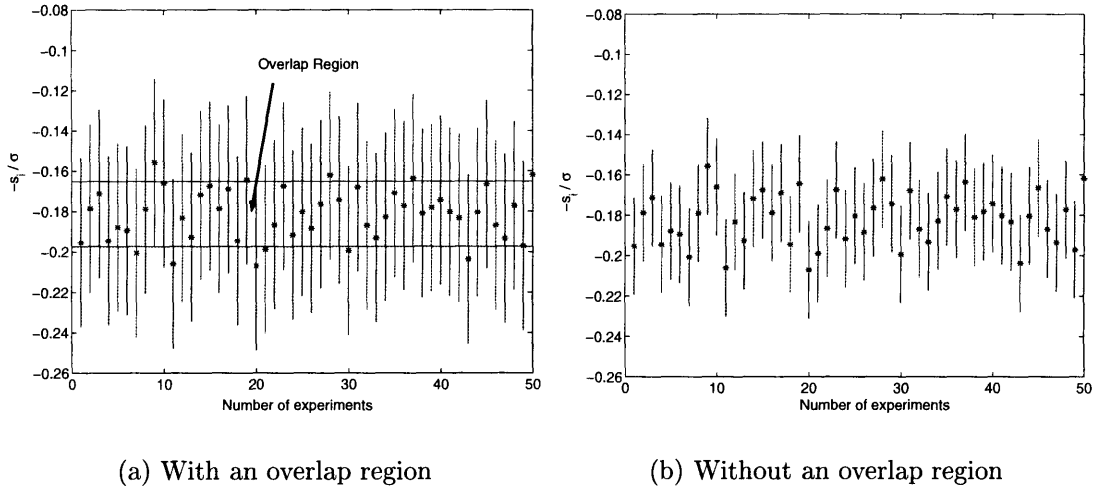 -0.08
-0.1
-0.12
-0.14
-0.16
-0.18
-0.2
-0.22
-0.24
-0.26
-sᵢ / σ
Overlap Region
0 10 20 30 40 50
Number of experiments
(a) With an overlap region
-0.08
-0.1
-0.12
-0.14
-0.16
-0.18
-0.2
-0.22
-0.24
-0.26
-sᵢ / σ
0 10 20 30 40 50
Number of experiments
(b) Without an overlap region